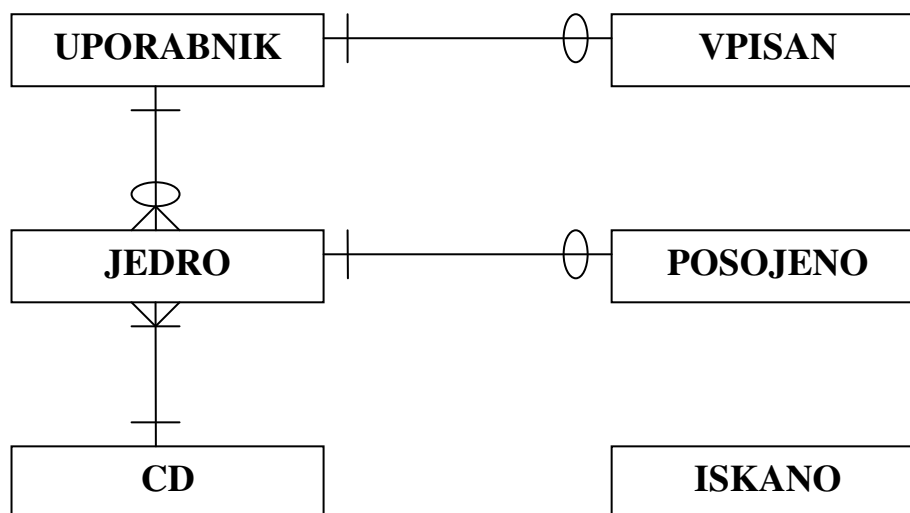 UPORABNIK
VPISAN
JEDRO
POSOJENO
CD
ISKANO